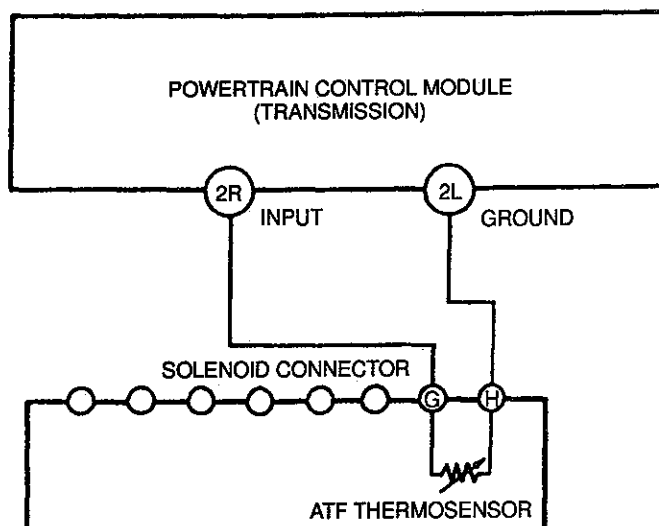 POWERTRAIN CONTROL MODULE
(TRANSMISSION)
2R
2L
INPUT
GROUND
SOLENOID CONNECTOR
G
H
ATF THERMOSENSOR